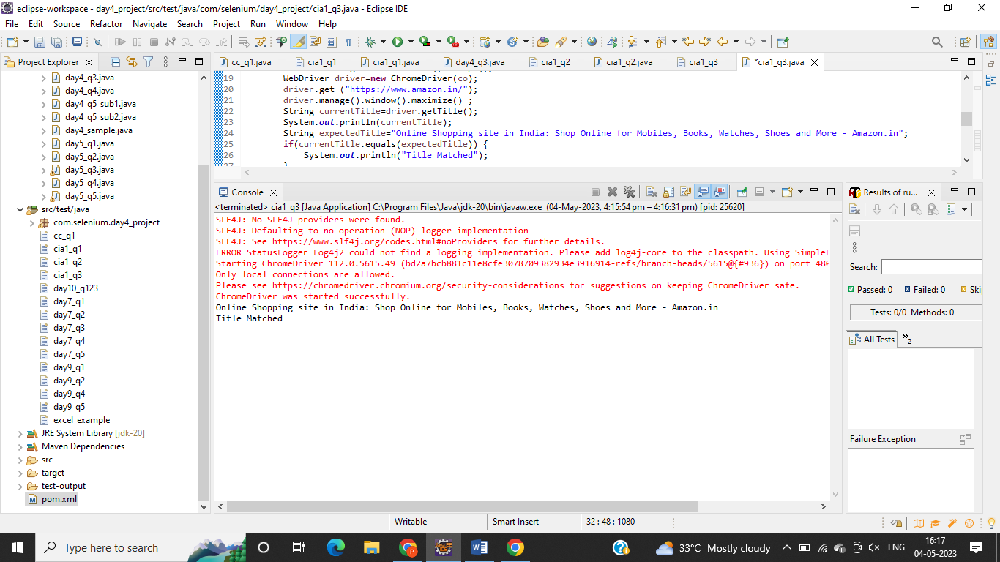 eclipse-workspace - day4_project/src/test/java/com/selenium/day4_project/cia1_q3.java - Eclipse IDE
File Edit Source Refactor Navigate Search Project Run Window Help
Project Explorer
day4_q3.java
day4_q4.java
day4_q5_sub1.java
day4_q5_sub2.java
day4_sample.java
day5_q1.java
day5_q2.java
day5_q3.java
day5_q4.java
day5_q5.java
src/test/java
com.selenium.day4_project
cc_q1
cia1_q1
cia1_q2
cia1_q3
day10_q123
day7_q1
day7_q2
day7_q3
day7_q4
day7_q5
day9_q1
day9_q2
day9_q4
day9_q5
excel_example
JRE System Library [jdk-20]
Maven Dependencies
src
target
test-output
pom.xml
cc_q1.java cia1_q1 cia1_q1.java day4_q3.java cia1_q2 cia1_q2.java cia1_q3 *cia1_q3.java
19 WebDriver driver=new ChromeDriver(co);
20 driver.get ("https://www.amazon.in/");
21 driver.manage().window().maximize() ;
22 String currentTitle=driver.getTitle();
23 System.out.println(currentTitle);
24 String expectedTitle="Online Shopping site in India: Shop Online for Mobiles, Books, Watches, Shoes and More - Amazon.in";
25 if(currentTitle.equals(expectedTitle)) {
26 System.out.println("Title Matched");
27 }
Console
<terminated> cia1_q3 [Java Application] C:\Program Files\Java\jdk-20\bin\javaw.exe (04-May-2023, 4:15:54 pm – 4:16:31 pm) [pid: 25620]
SLF4J: No SLF4J providers were found.
SLF4J: Defaulting to no-operation (NOP) logger implementation
SLF4J: See https://www.slf4j.org/codes.html#noProviders for further details.
ERROR StatusLogger Log4j2 could not find a logging implementation. Please add log4j-core to the classpath. Using SimpleL
Starting ChromeDriver 112.0.5615.49 (bd2a7bcb881c11e8cfe3078709382934e3916914-refs/branch-heads/5615@{#936}) on port 480
Only local connections are allowed.
Please see https://chromedriver.chromium.org/security-considerations for suggestions on keeping ChromeDriver safe.
ChromeDriver was started successfully.
Online Shopping site in India: Shop Online for Mobiles, Books, Watches, Shoes and More - Amazon.in
Title Matched
Results of ru...
Search:
Passed: 0 Failed: 0 Skip
Tests: 0/0 Methods: 0
All Tests »2
Failure Exception
Writable Smart Insert 32 : 48 : 1080
Type here to search
33°C Mostly cloudy
ENG
16:17
04-05-2023